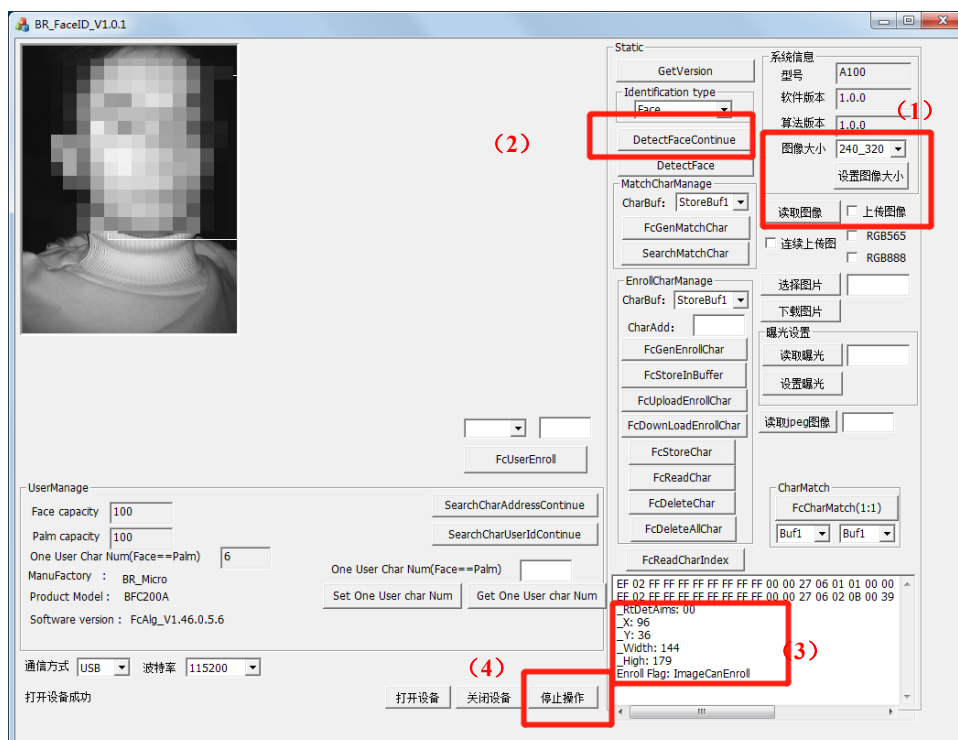 BR_FaceID_V1.0.1
Static
GetVersion
Identification type
Face
(2)
DetectFaceContinue
DetectFace
MatchCharManage
CharBuf: StoreBuf1
FcGenMatchChar
SearchMatchChar
EnrollCharManage
CharBuf: StoreBuf1
CharAdd:
FcGenEnrollChar
FcStoreInBuffer
FcUploadEnrollChar
FcDownLoadEnrollChar
FcStoreChar
FcReadChar
FcDeleteChar
FcDeleteAllChar
FcReadCharIndex
系统信息
型号 A100
软件版本 1.0.0
(1)
算法版本 1.0.0
图像大小 240_320
设置图像大小
读取图像 上传图像
连续上传图 RGB565
RGB888
选择图片
下载图片
曝光设置
读取曝光
设置曝光
读取jpeg图像
CharMatch
FcCharMatch(1:1)
Buf1 Buf1
FcUserEnroll
UserManage
Face capacity 100
Palm capacity 100
One User Char Num(Face==Palm) 6
ManuFactory : BR_Micro
Product Model : BFC200A
Software version : FcAlg_V1.46.0.5.6
SearchCharAddressContinue
SearchCharUserIdContinue
One User Char Num(Face==Palm)
Set One User char Num Get One User char Num
EF 02 FF FF FF FF FF FF FF FF 00 00 27 06 01 01 00 00
EF 02 FF FF FF FF FF FF FF FF 00 00 27 06 02 0B 00 39
_RtDetAims: 00
_X: 96
_Y: 36
_Width: 144
_High: 179
Enroll Flag: ImageCanEnroll
(3)
通信方式 USB 波特率 115200
(4)
打开设备成功
打开设备 关闭设备 停止操作